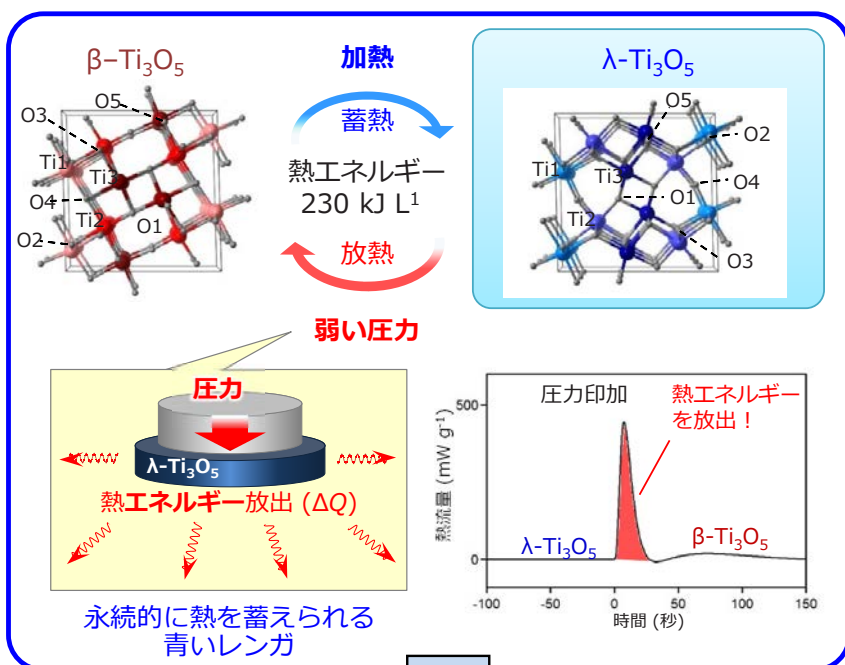 β−Ti₃O₅
加熱
λ-Ti₃O₅
O5
O3
Ti1
Ti3
O4
Ti2
O1
O2
蓄熱
熱エネルギー
230 kJ L¹
放熱
O5
O2
Ti1
Ti3
O4
O1
Ti2
O3
弱い圧力
圧力
λ-Ti₃O₅
熱エネルギー放出 (ΔQ)
永続的に熱を蓄えられる
青いレンガ
圧力印加
熱エネルギー
を放出！
500
0
熱流量 (mW g⁻¹)
λ-Ti₃O₅
β-Ti₃O₅
-100 -50 0 50 100 150
時間 (秒)